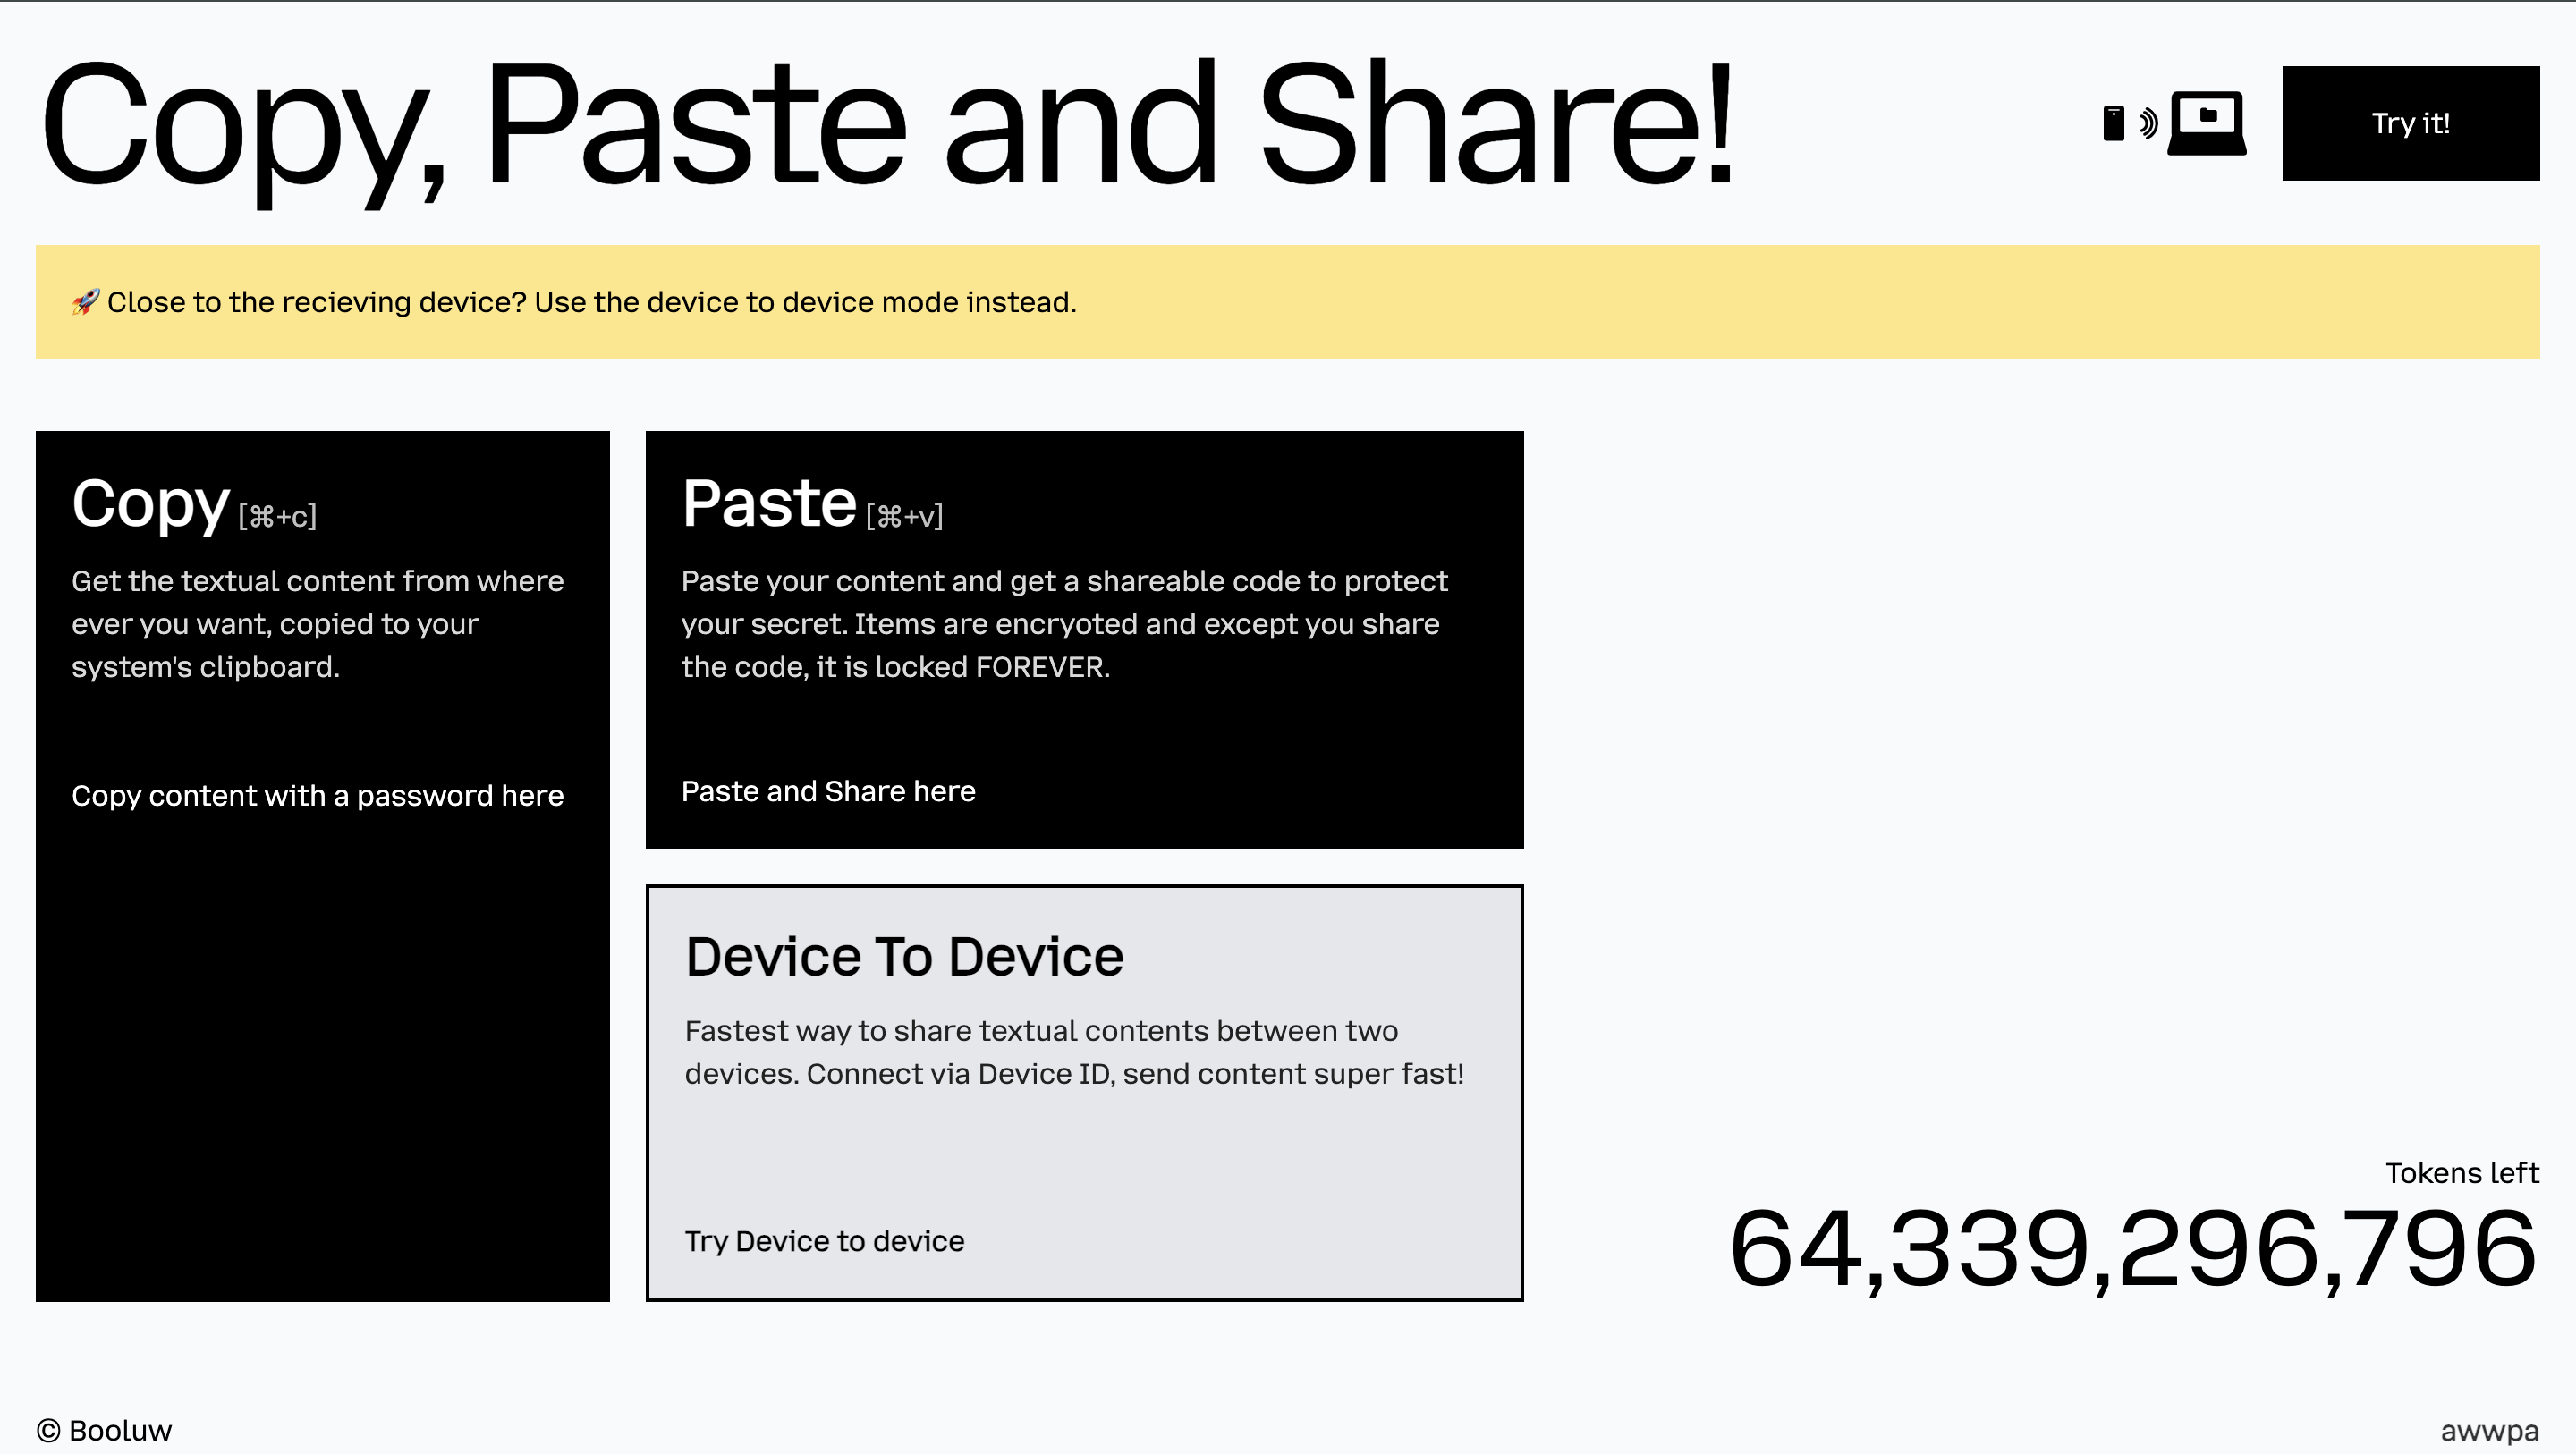 Copy, Paste and Share!
Try it!
🚀 Close to the recieving device? Use the device to device mode instead.
Copy [⌘+c]
Get the textual content from where
ever you want, copied to your
system's clipboard.
Copy content with a password here
Paste [⌘+v]
Paste your content and get a shareable code to protect
your secret. Items are encryoted and except you share
the code, it is locked FOREVER.
Paste and Share here
Device To Device
Fastest way to share textual contents between two
devices. Connect via Device ID, send content super fast!
Try Device to device
Tokens left
64,339,296,796
© Booluw
awwpa